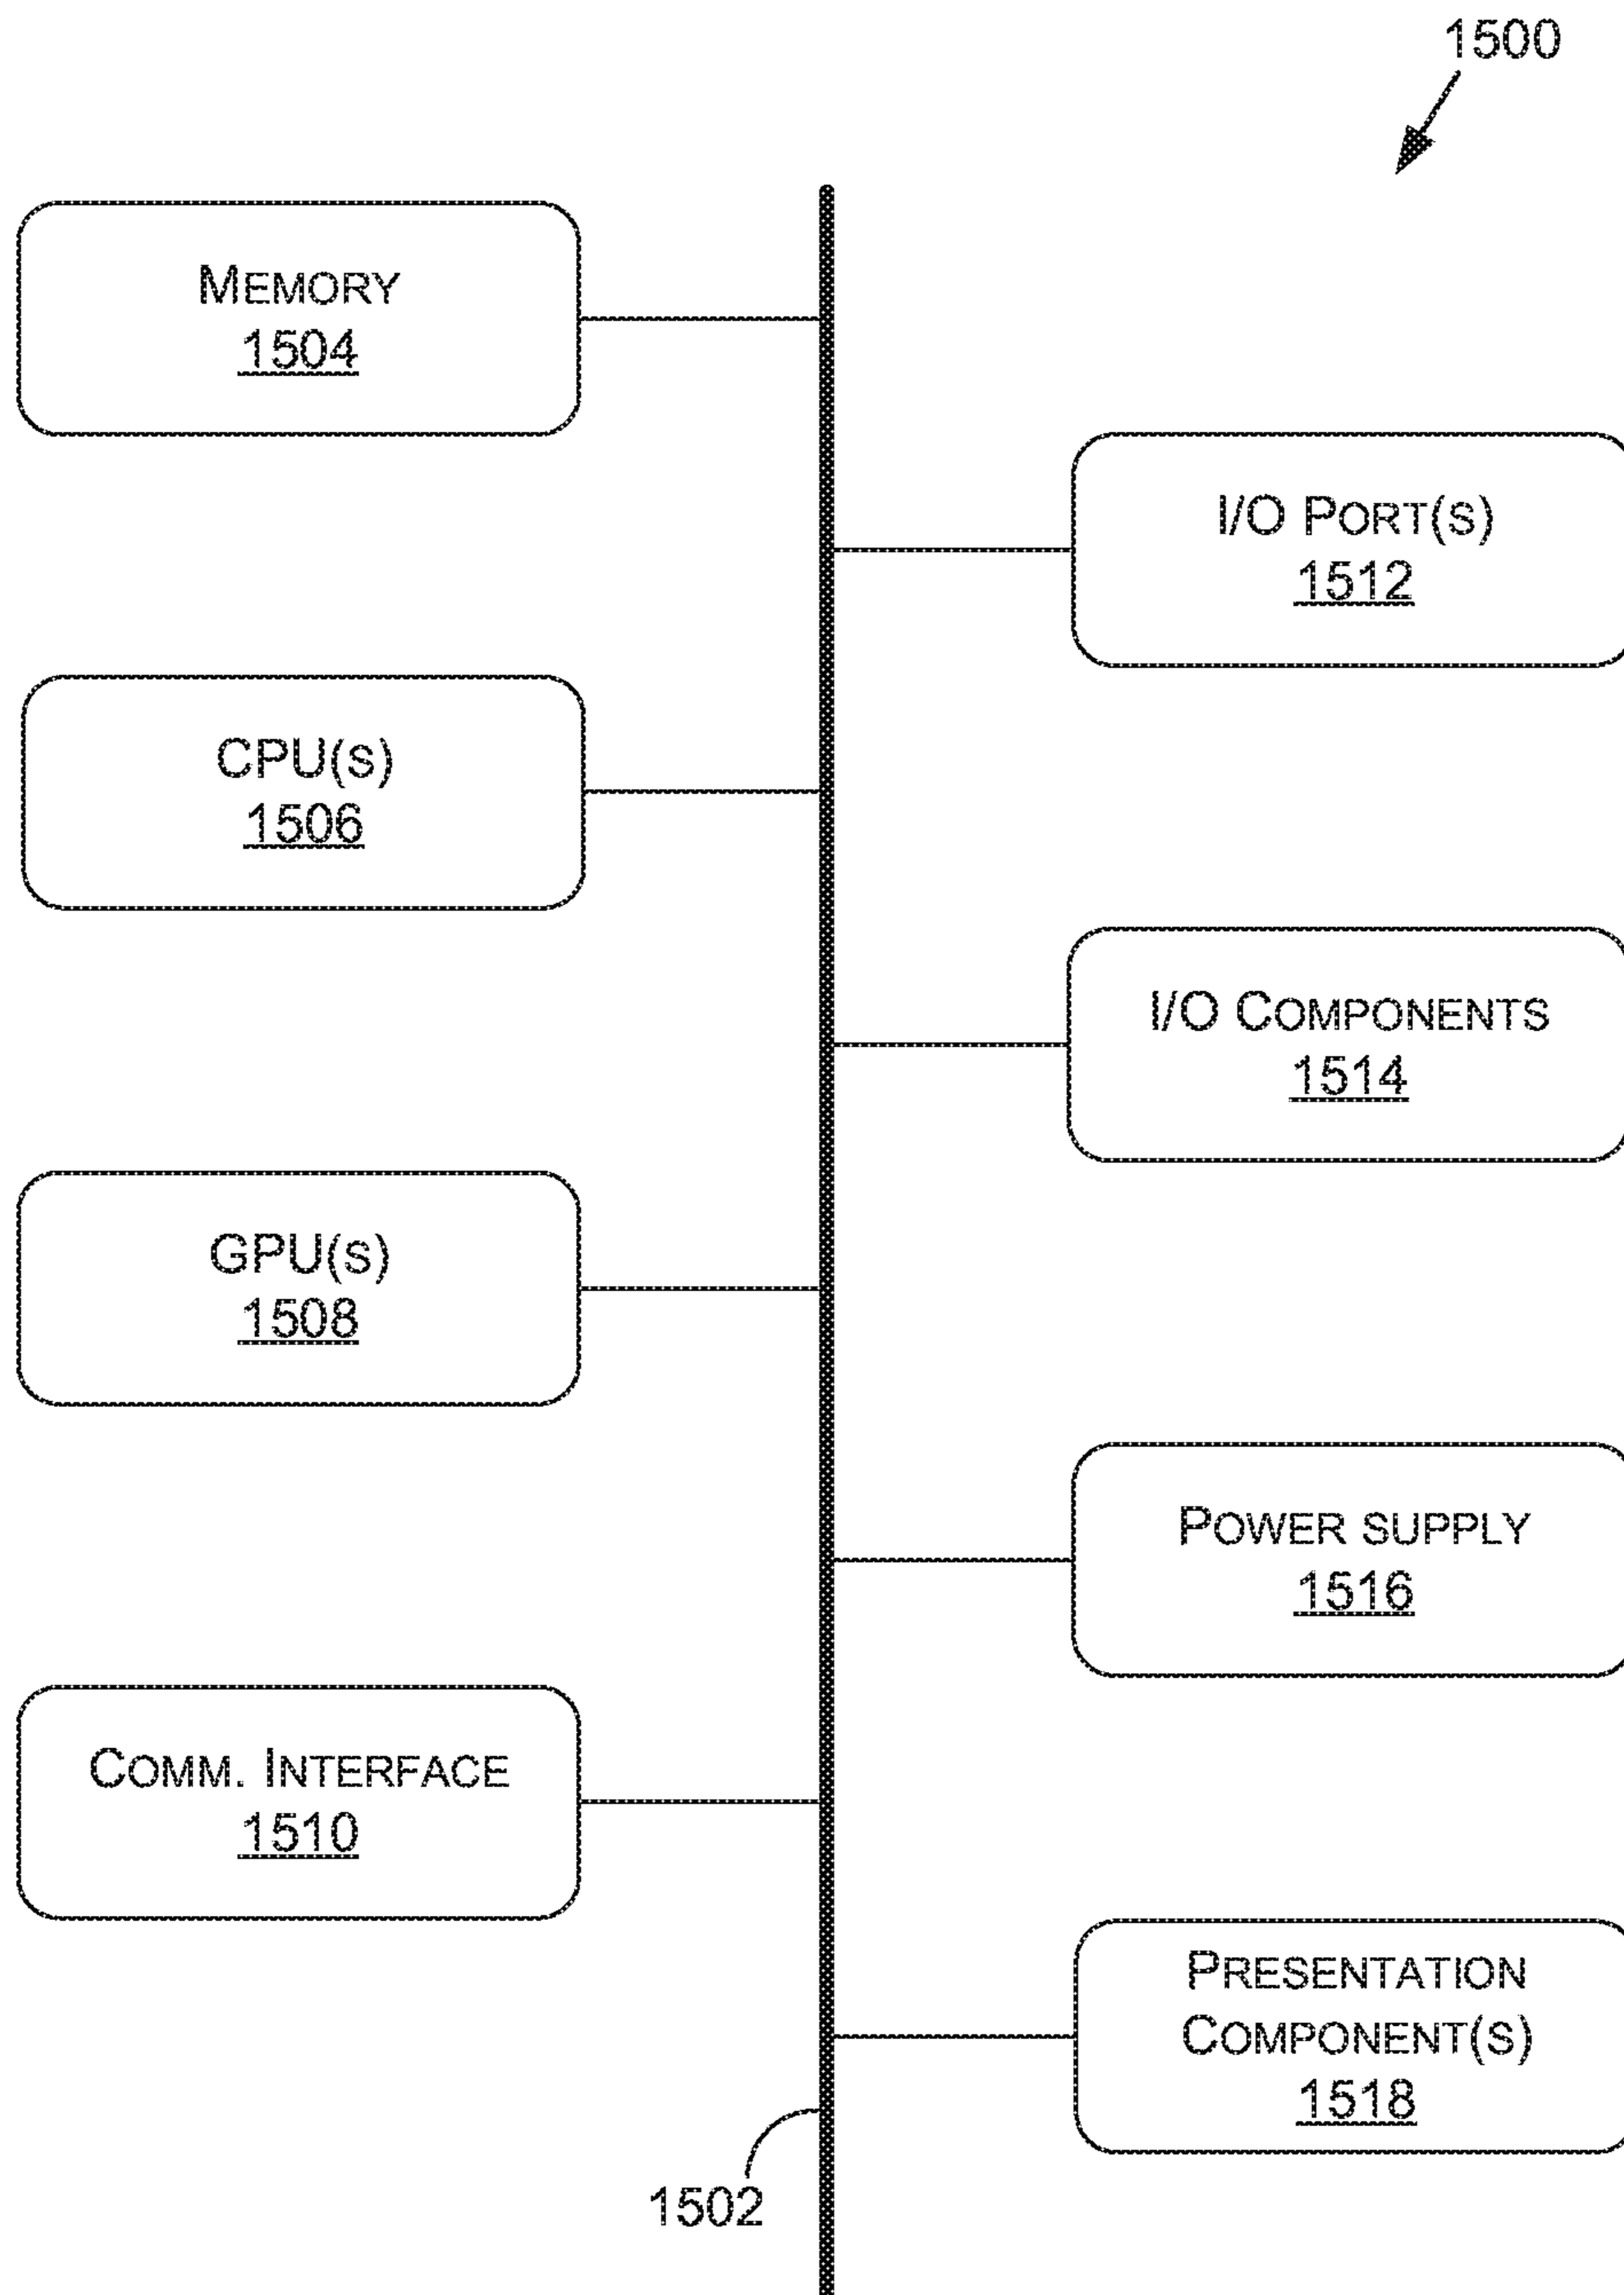 1500
MEMORY
1504
I/O PORT(S)
1512
CPU(S)
1506
I/O COMPONENTS
1514
GPU(S)
1508
POWER SUPPLY
1516
COMM. INTERFACE
1510
PRESENTATION
COMPONENT(S)
1518
1502